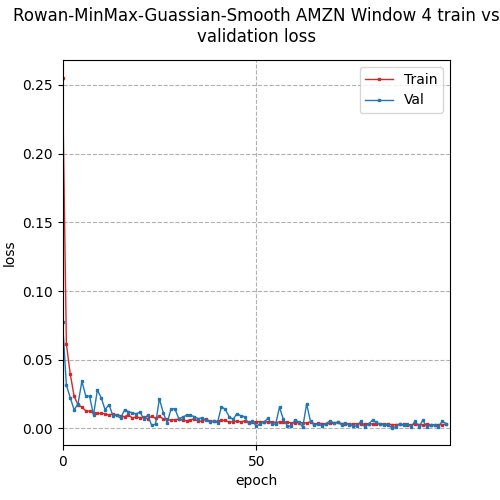 Rowan-MinMax-Guassian-Smooth AMZN Window 4 train vs
validation loss
Train
Val
0.25
0.20
0.15
0.10
0.05
0.00
loss
0
50
epoch